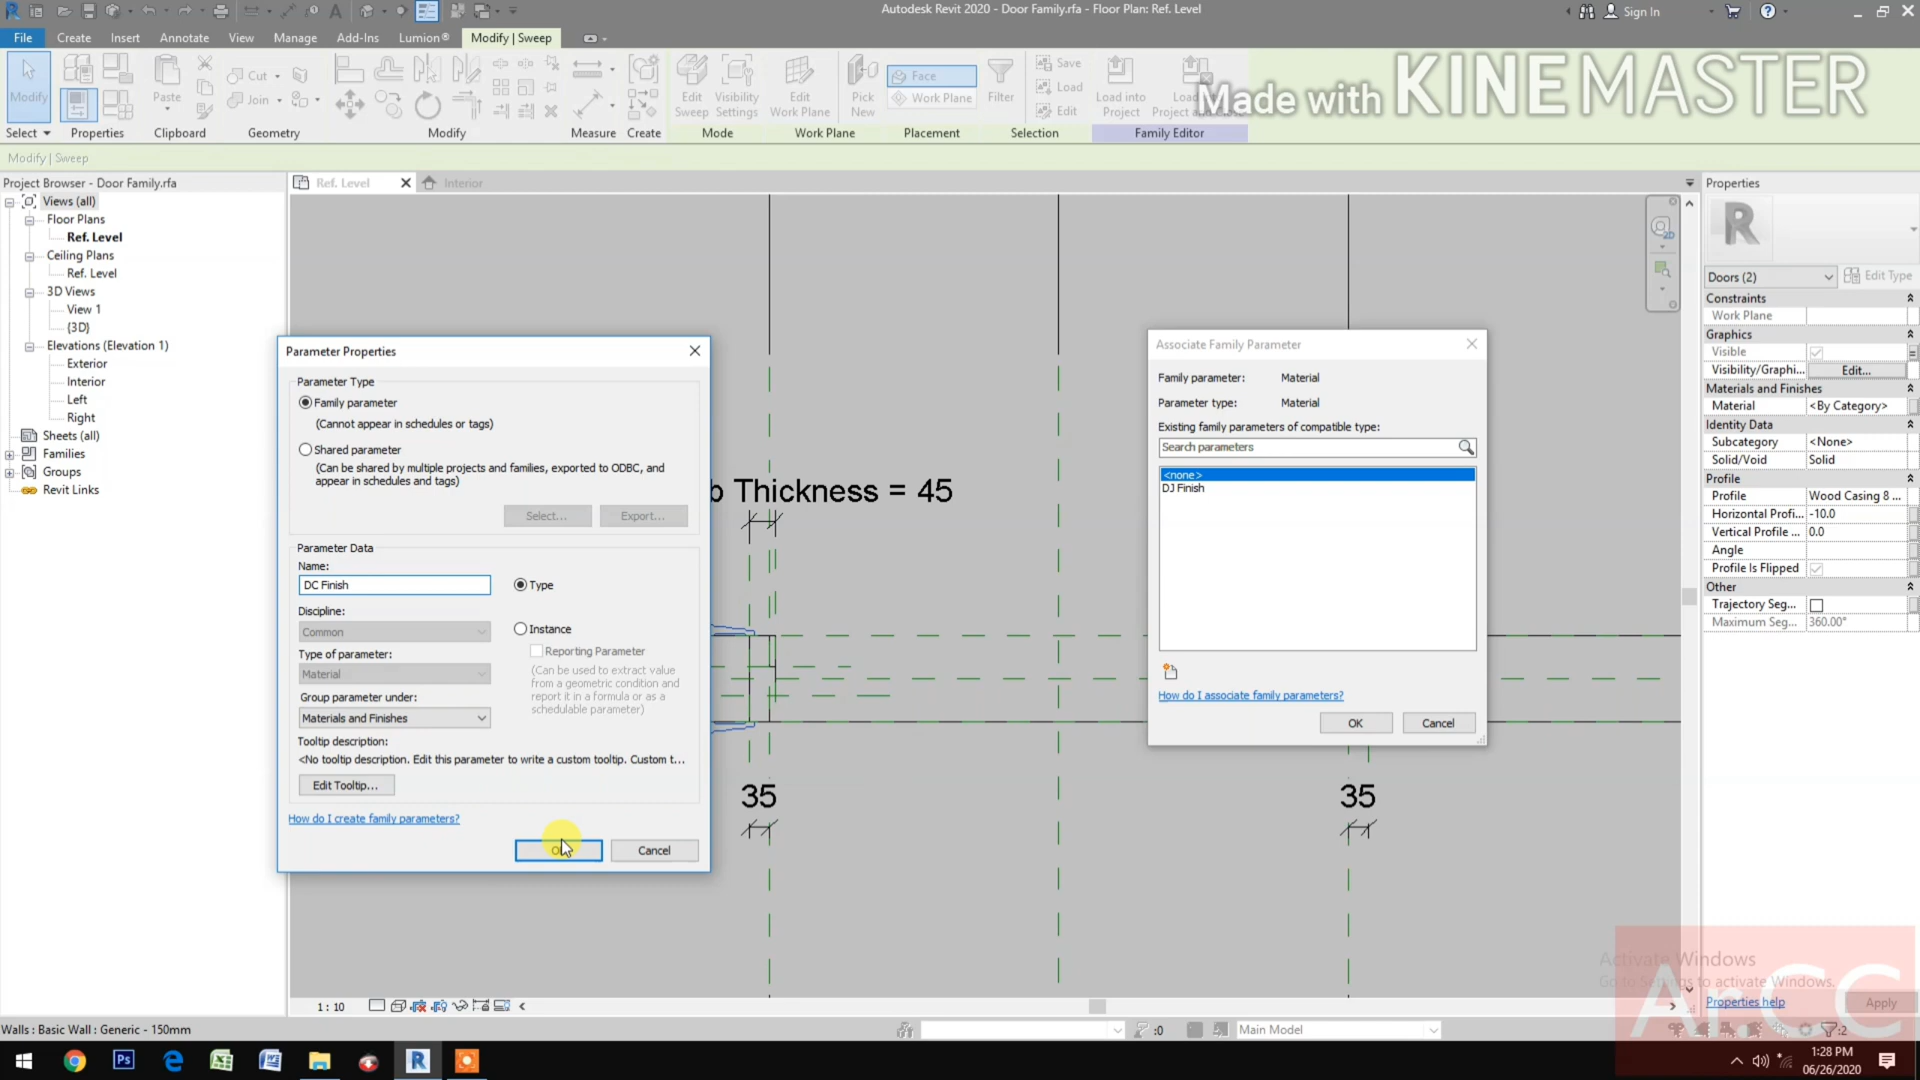 Autodesk Revit 2020 - Door Family.rfa - Floor Plan: Ref. Level
Sign In
File Create Insert Annotate View Manage Add-Ins Lumion® Modify | Sweep
Modify
Paste
Cut
Join
Edit Sweep
Visibility Settings
Edit Work Plane
Pick New
Face
Work Plane
Filter
Save
Load
Edit
Load into Project
Load into
Project and Close
Made with KINEMASTER
Select Properties Clipboard Geometry Modify Measure Create Mode Work Plane Placement Selection Family Editor
Modify | Sweep
Project Browser - Door Family.rfa
Views (all)
Floor Plans
Ref. Level
Ceiling Plans
Ref. Level
3D Views
View 1
{3D}
Elevations (Elevation 1)
Exterior
Interior
Left
Right
Sheets (all)
Families
Groups
Revit Links
Ref. Level
Interior
b Thickness = 45
35
35
Parameter Properties
Parameter Type
Family parameter
(Cannot appear in schedules or tags)
Shared parameter
(Can be shared by multiple projects and families, exported to ODBC, and
appear in schedules and tags)
Select... Export...
Parameter Data
Name:
DC Finish
Type
Discipline:
Common
Instance
Type of parameter:
Reporting Parameter
Material
(Can be used to extract value
from a geometric condition and
report it in a formula or as a
schedulable parameter)
Group parameter under:
Materials and Finishes
Tooltip description:
<No tooltip description. Edit this parameter to write a custom tooltip. Custom t...
Edit Tooltip...
How do I create family parameters?
OK Cancel
Associate Family Parameter
Family parameter: Material
Parameter type: Material
Existing family parameters of compatible type:
Search parameters
<none>
DJ Finish
How do I associate family parameters?
OK Cancel
Properties
R
Doors (2)
Edit Type
Constraints
Work Plane
Graphics
Visible
Visibility/Graphi... Edit...
Materials and Finishes
Material <By Category>
Identity Data
Subcategory <None>
Solid/Void Solid
Profile
Profile Wood Casing 8 ...
Horizontal Profi... -10.0
Vertical Profile ... 0.0
Angle
Profile Is Flipped
Other
Trajectory Seg...
Maximum Seg... 360.00°
Activate Windows
Go to Settings to activate Windows.
ArCC
Properties help
Apply
1 : 10
Walls : Basic Wall : Generic - 150mm
:0
Main Model
:2
1:28 PM
06/26/2020